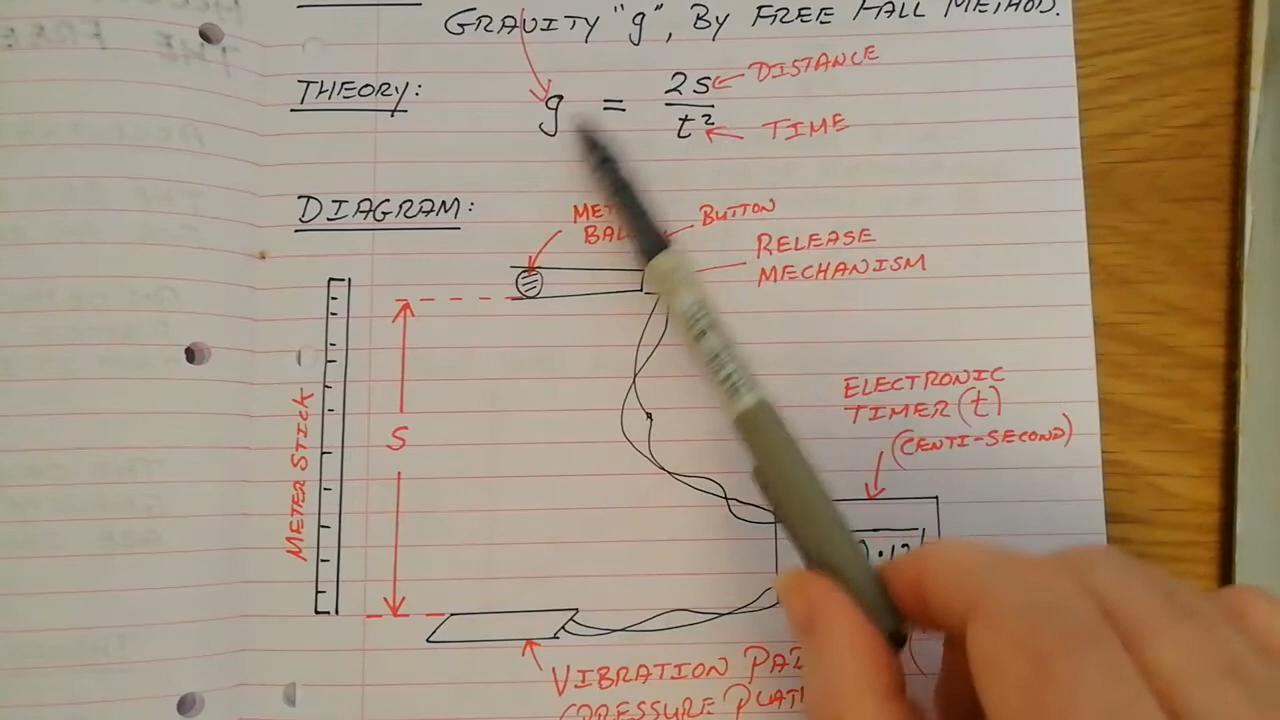 GRAVITY "g", BY FREE FALL METHOD.
THEORY:
g = 2s / t²
DISTANCE
TIME
DIAGRAM:
BUTTON
RELEASE
MECHANISM
METER STICK
S
ELECTRONIC
TIMER (t)
(CENTI-SECOND)
VIBRATION
(PRESSURE